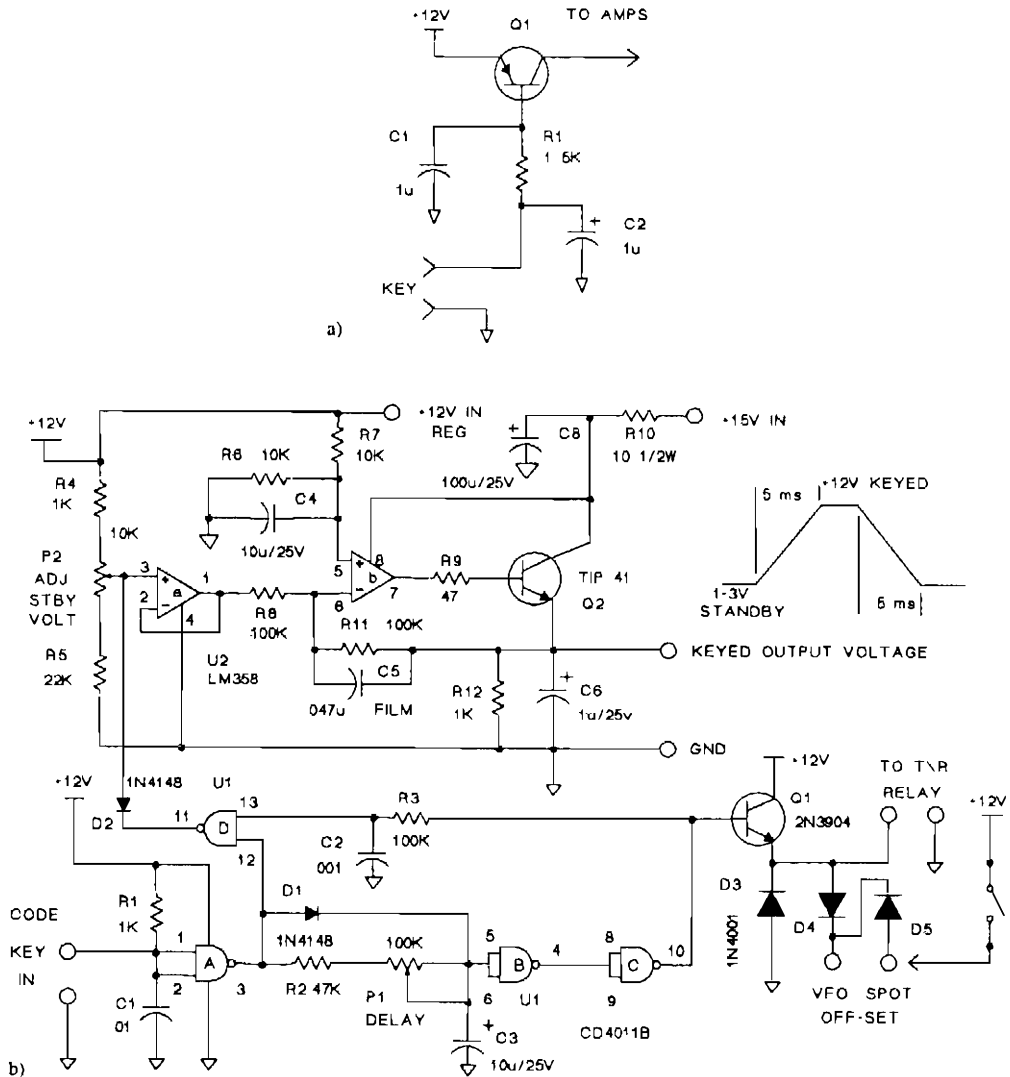 +12V
TO AMPS
Q1
C1
1u
R1
1 5K
C2
+
1u
KEY
a)
+12V
+12V IN
REG
R7
10K
R6 10K
C4
10u/25V
+
C8
100u/25V
R10
10 1/2W
+15V IN
R4
1K
10K
P2
ADJ
STBY
VOLT
R5
22K
3
2
+
-
a
1
4
U2
LM358
R8
100K
5
6
+
-
b
8
7
R9
47
TIP 41
Q2
R11 100K
C5
047u FILM
R12
1K
+
C6
1u/25V
5 ms
+12V KEYED
1-3V
STANDBY
5 ms
KEYED OUTPUT VOLTAGE
GND
+12V
1N4148
D2
U1
11
D
13
12
R3
100K
C2
001
CODE
KEY
IN
R1
1K
C1
01
1
2
A
3
D1
1N4148
R2 47K
100K
P1
DELAY
+
C3
10u/25V
5
6
B
4
U1
8
9
C
10
CD4011B
+12V
Q1
2N3904
TO T\R
RELAY
+12V
D3
1N4001
D4
D5
VFO SPOT
OFF-SET
b)